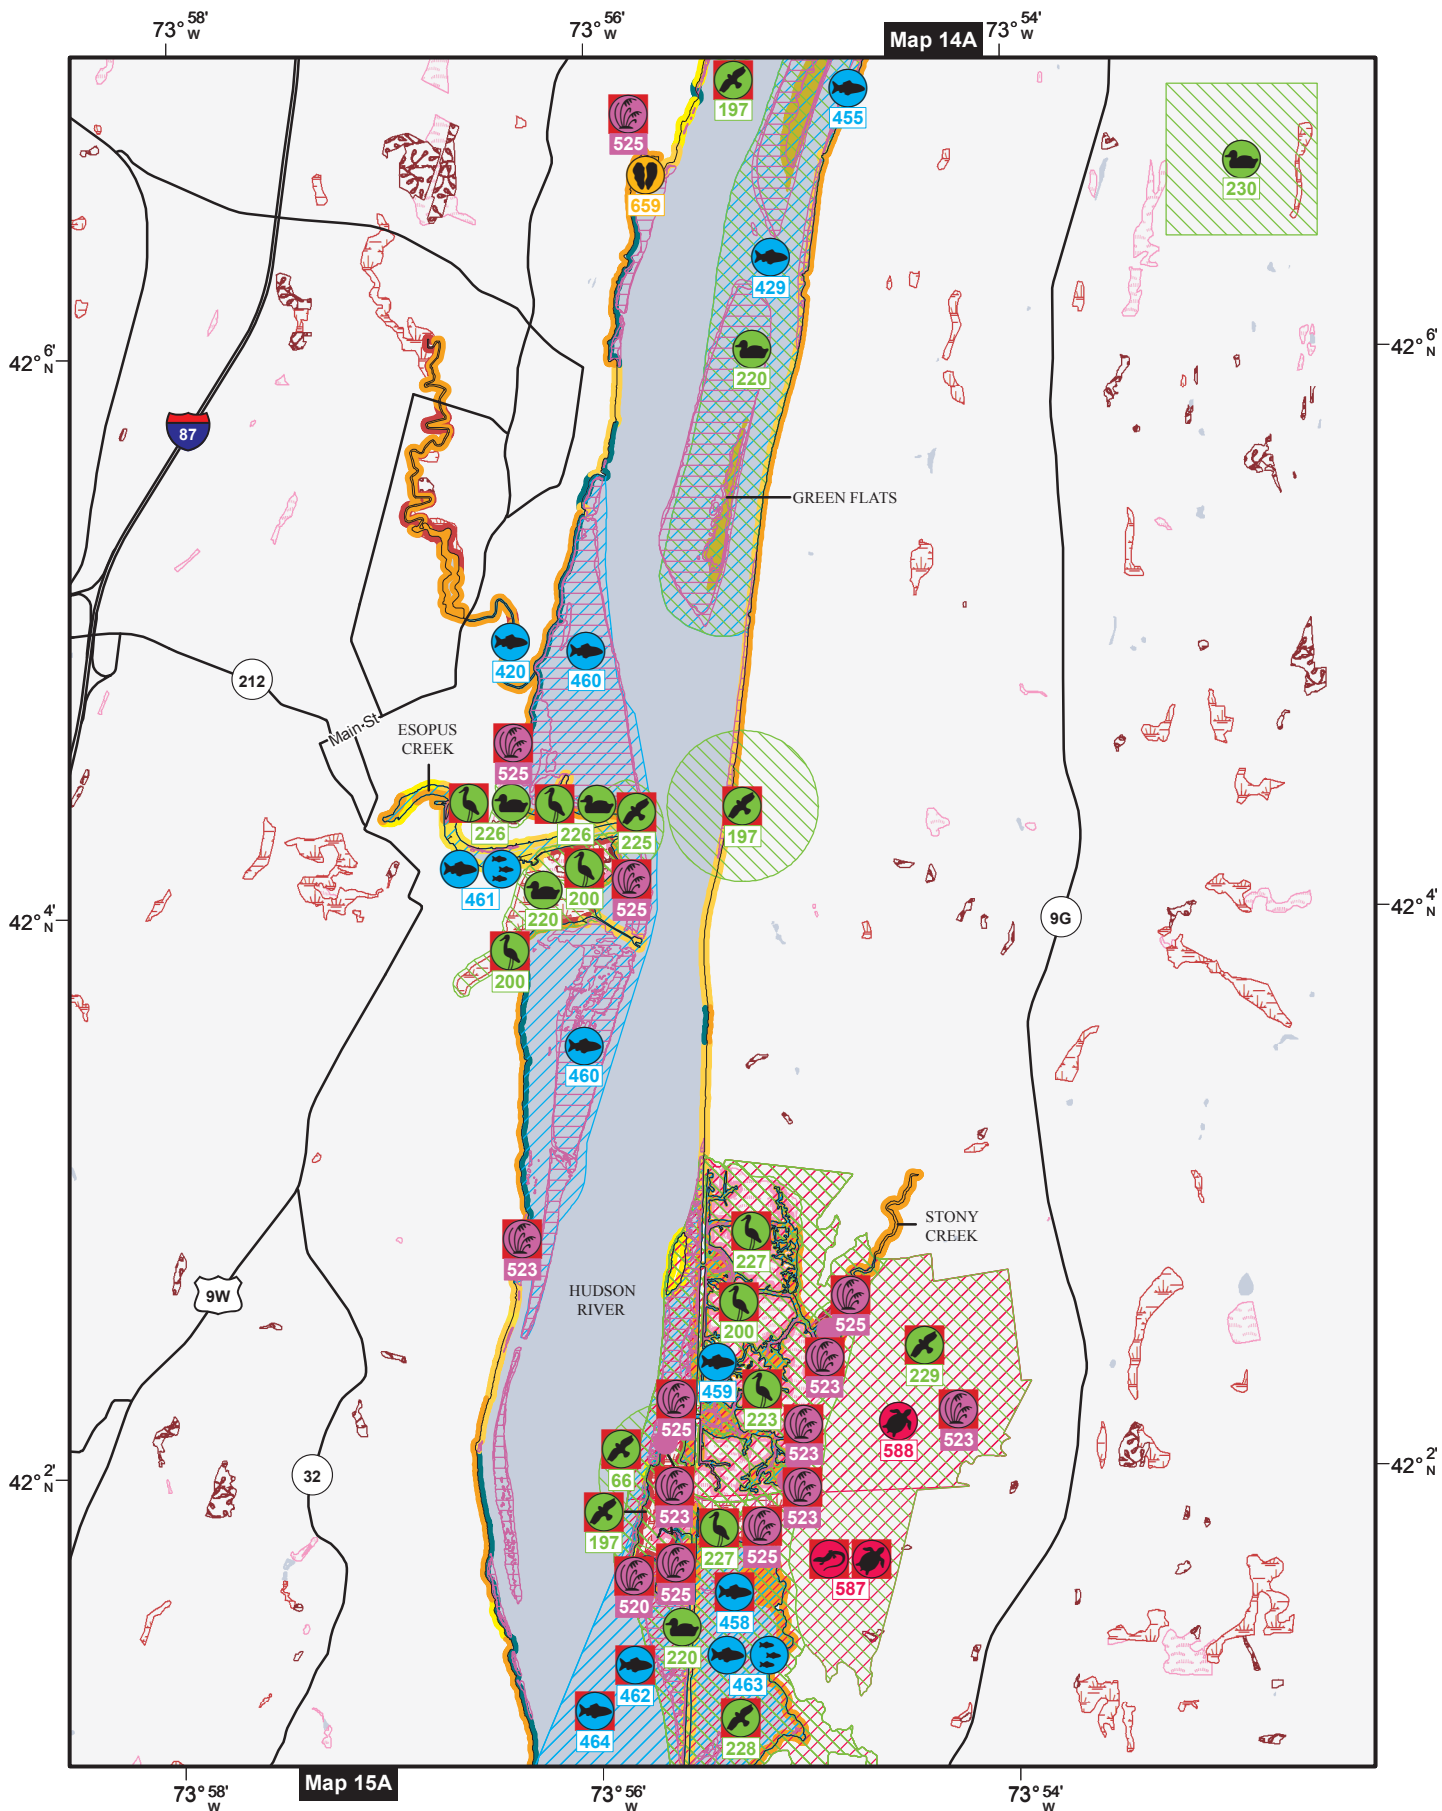 73°58'
W
73°56'
W
Map 14A
73°54'
W
197
455
525
230
659
429
42°6'
N
42°6'
N
220
87
GREEN FLATS
420
460
212
Main St
ESOPUS
CREEK
525
226
226
225
197
461
200
525
220
42°4'
N
9G
42°4'
N
200
460
STONY
CREEK
523
227
HUDSON
RIVER
9W
200
525
229
459
523
223
525
523
588
523
66
32
42°2'
N
42°2'
N
523
523
197
227
525
587
520
525
458
220
462
463
464
228
Map 15A
73°58'
W
73°56'
W
73°54'
W